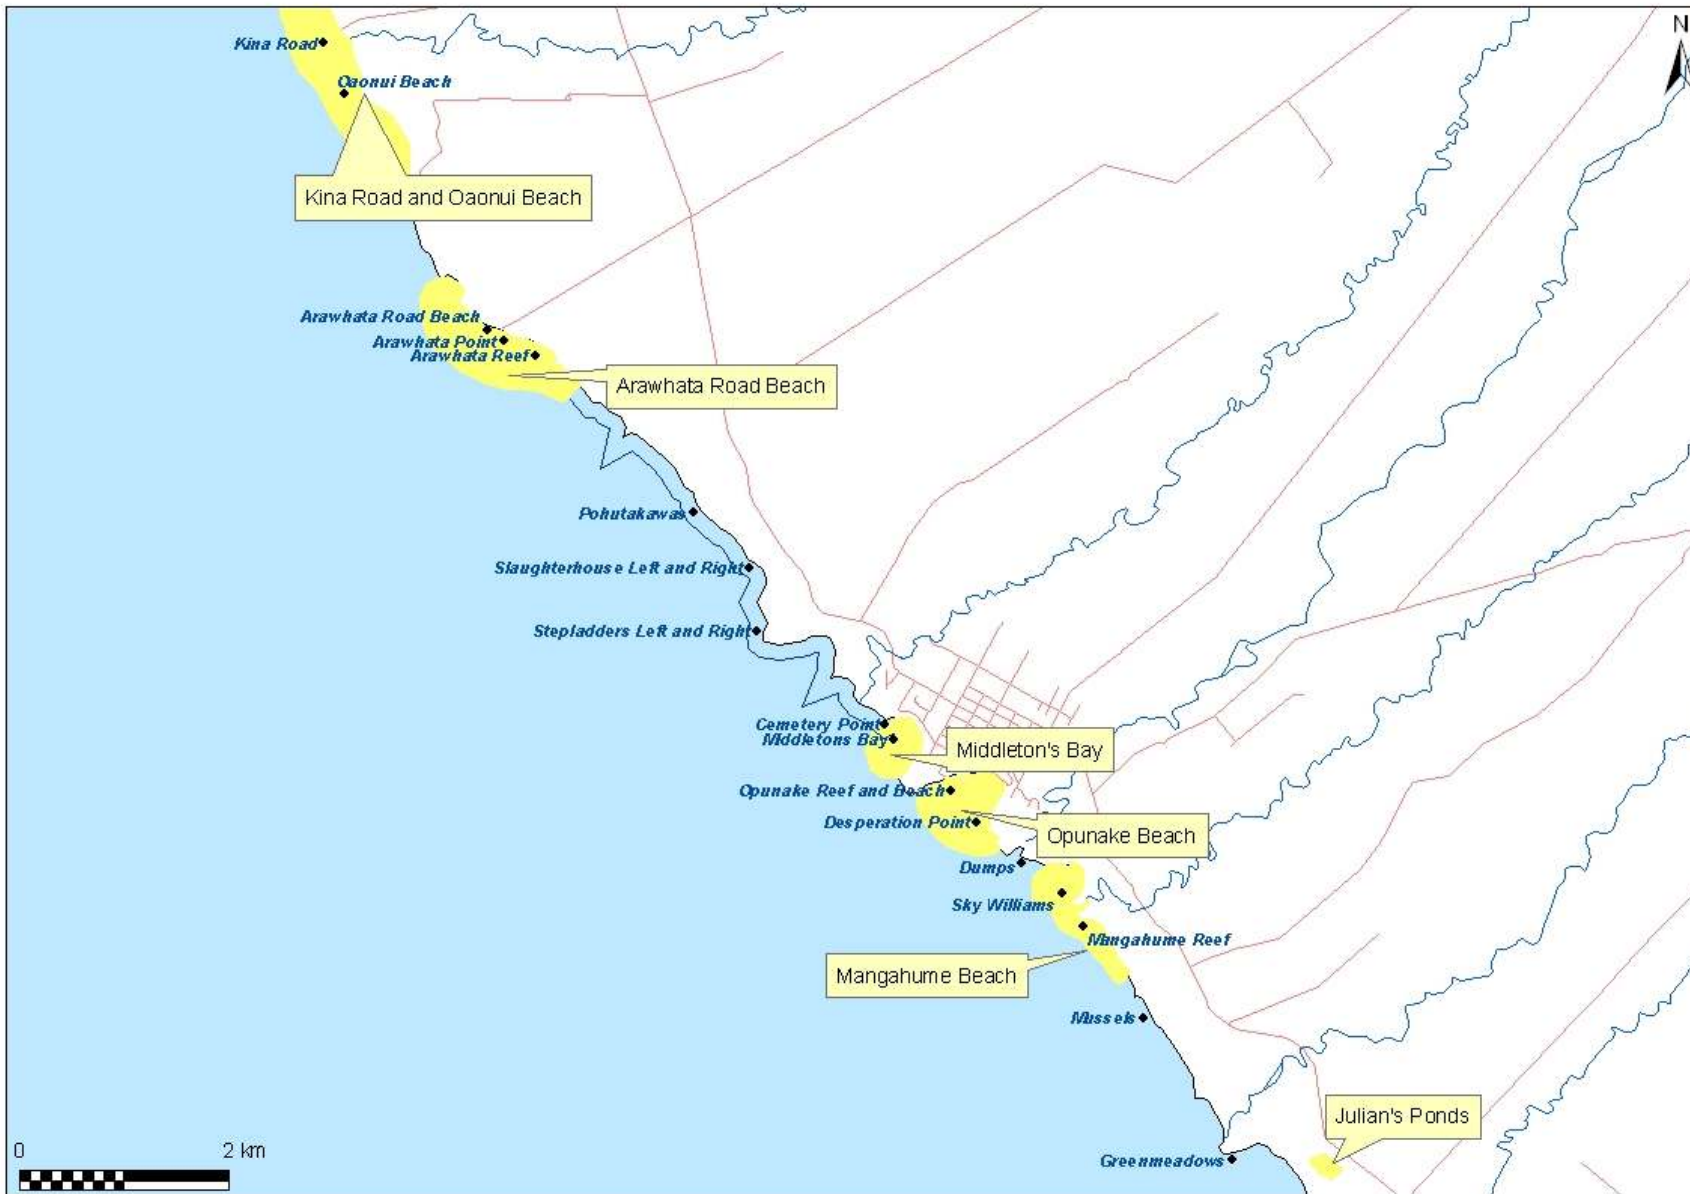 N
Kina Road
Oaonui Beach
Kina Road and Oaonui Beach
Arawhata Road Beach
Arawhata Point
Arawhata Reef
Arawhata Road Beach
Pohutakawas
Slaughterhouse Left and Right
Stepladders Left and Right
Cemetery Point
Middletons Bay
Middleton's Bay
Opunake Reef and Beach
Desperation Point
Opunake Beach
Dumps
Sky Williams
Mangahume Reef
Mangahume Beach
Mussels
Julian's Ponds
Greenmeadows
0 2 km